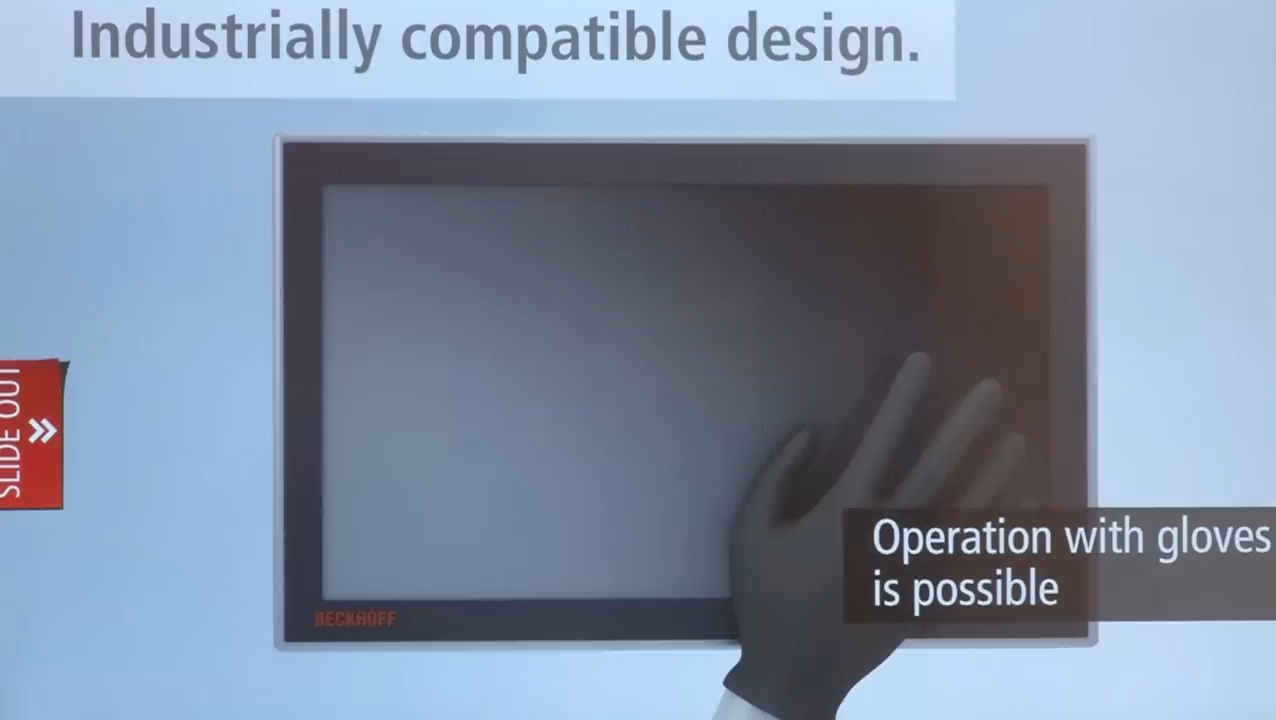 Industrially compatible design.
SLIDE OUT
BECKHOFF
Operation with gloves
is possible